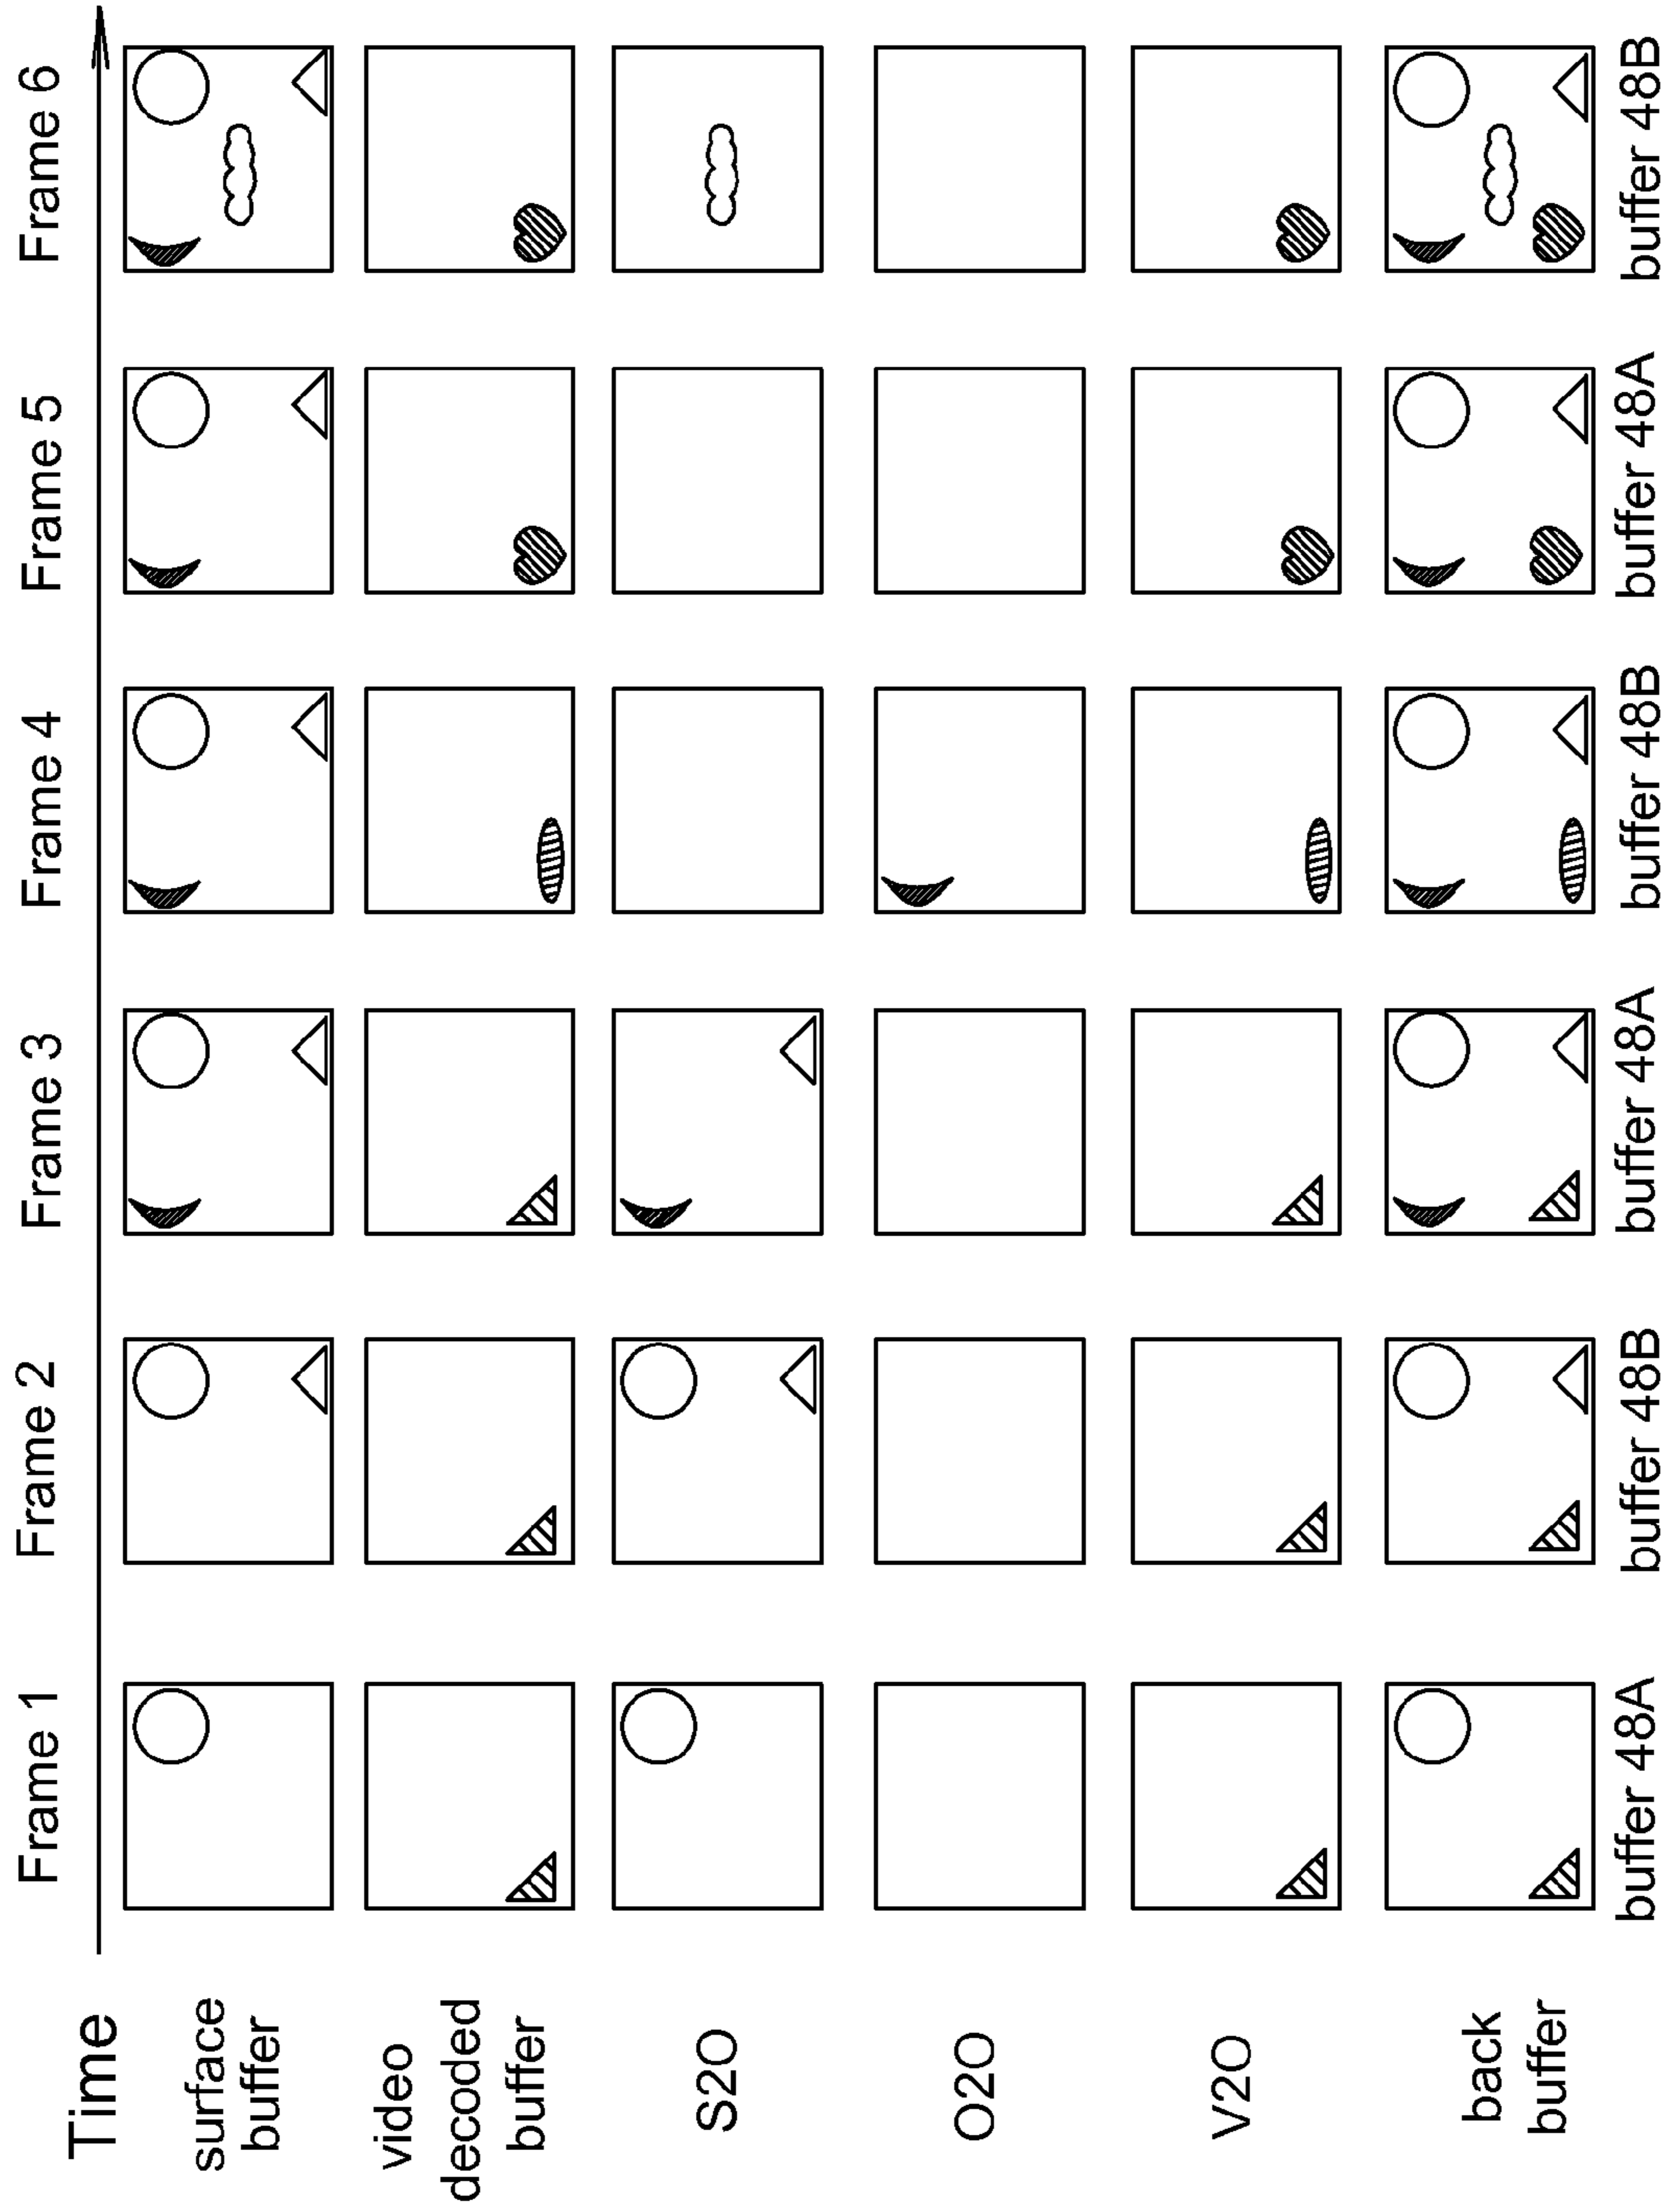 Time
Frame 1
Frame 2
Frame 3
Frame 4
Frame 5
Frame 6
surface
buffer
video
decoded
buffer
S2O
O2O
V2O
back
buffer
buffer 48A
buffer 48B
buffer 48A
buffer 48B
buffer 48A
buffer 48B